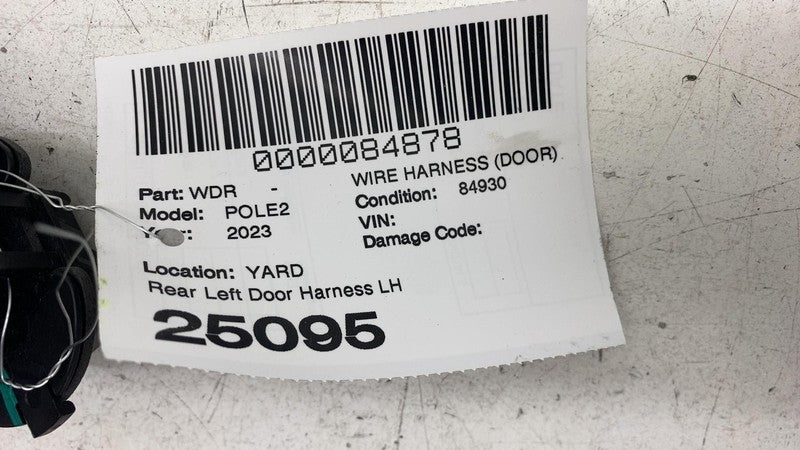 0000084878
Part: WDR - WIRE HARNESS (DOOR)
Model: POLE2 Condition: 84930
2023 VIN:
Damage Code:
Location: YARD
Rear Left Door Harness LH
25095